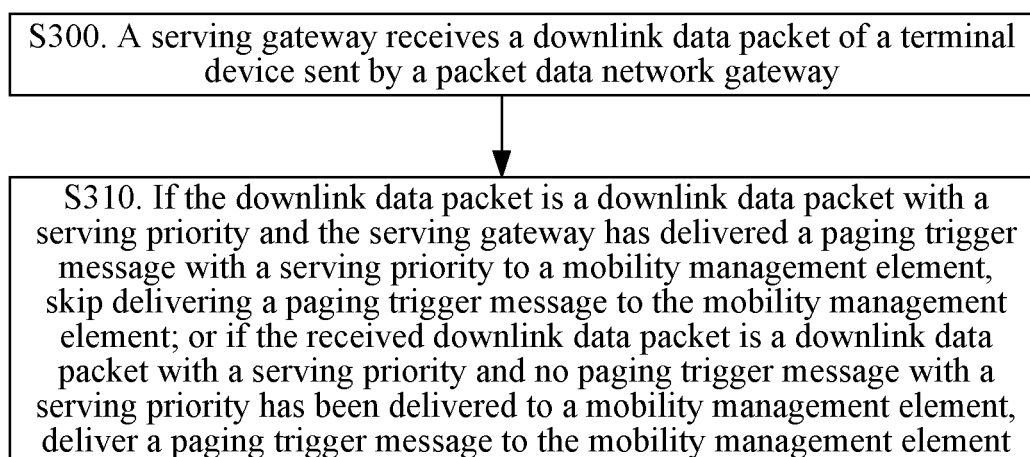 S300. A serving gateway receives a downlink data packet of a terminal
device sent by a packet data network gateway
S310. If the downlink data packet is a downlink data packet with a
serving priority and the serving gateway has delivered a paging trigger
message with a serving priority to a mobility management element,
skip delivering a paging trigger message to the mobility management
element; or if the received downlink data packet is a downlink data
packet with a serving priority and no paging trigger message with a
serving priority has been delivered to a mobility management element,
deliver a paging trigger message to the mobility management element